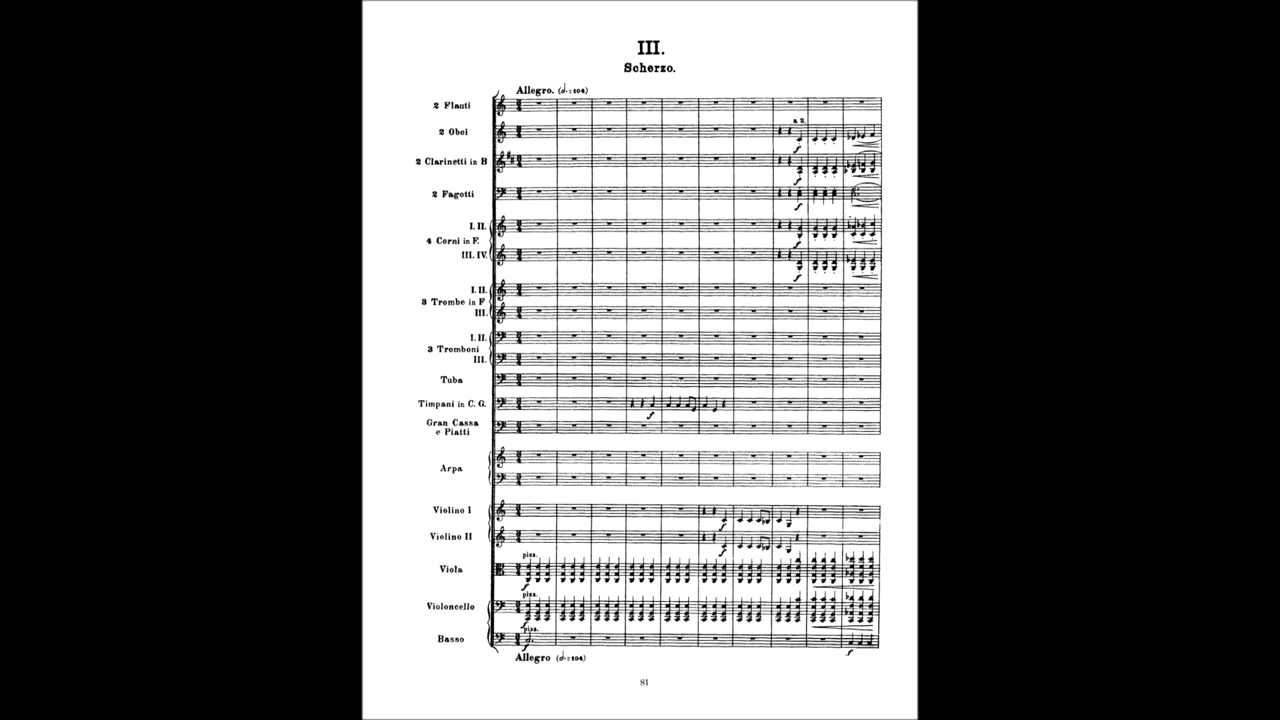 III.
Scherzo.
Allegro. (𝅗𝅥.=104)
2 Flauti
a 2.
2 Oboi
f
2 Clarinetti in B
f
2 Fagotti
f
I. II.
4 Corni in F.
f
III. IV.
f
I. II.
3 Trombe in F
III.
I. II.
3 Tromboni
III.
Tuba
Timpani in C. G.
f
Gran Cassa
e Piatti
Arpa
Violino I
f
Violino II
f
pizz.
Viola
f
pizz.
Violoncello
f
pizz.
Basso
f
f
Allegro (𝅗𝅥.=104)
81